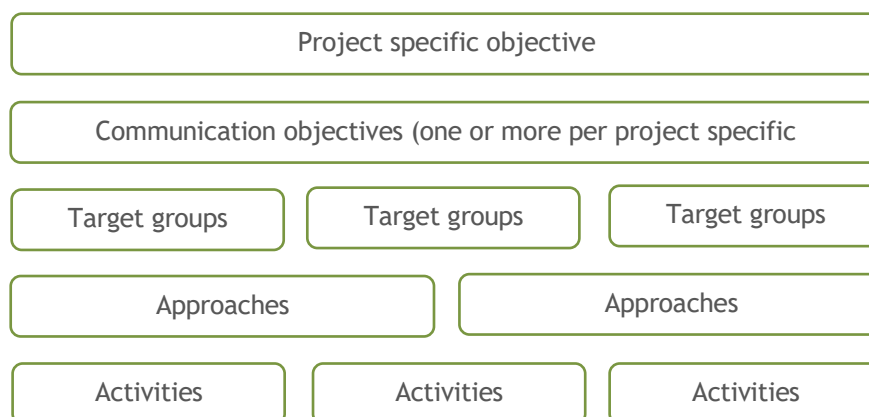 Project specific objective
Communication objectives (one or more per project specific
Target groups
Target groups
Target groups
Approaches
Approaches
Activities
Activities
Activities